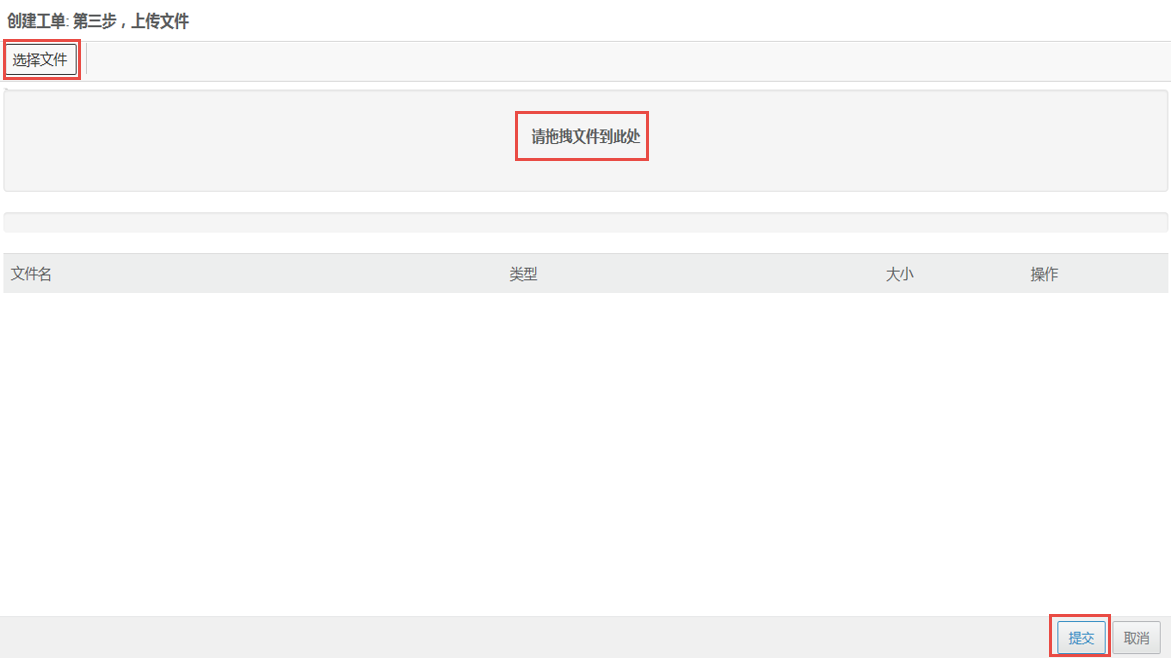 创建工单: 第三步，上传文件
选择文件
请拖拽文件到此处
文件名 类型 大小 操作
提交 取消